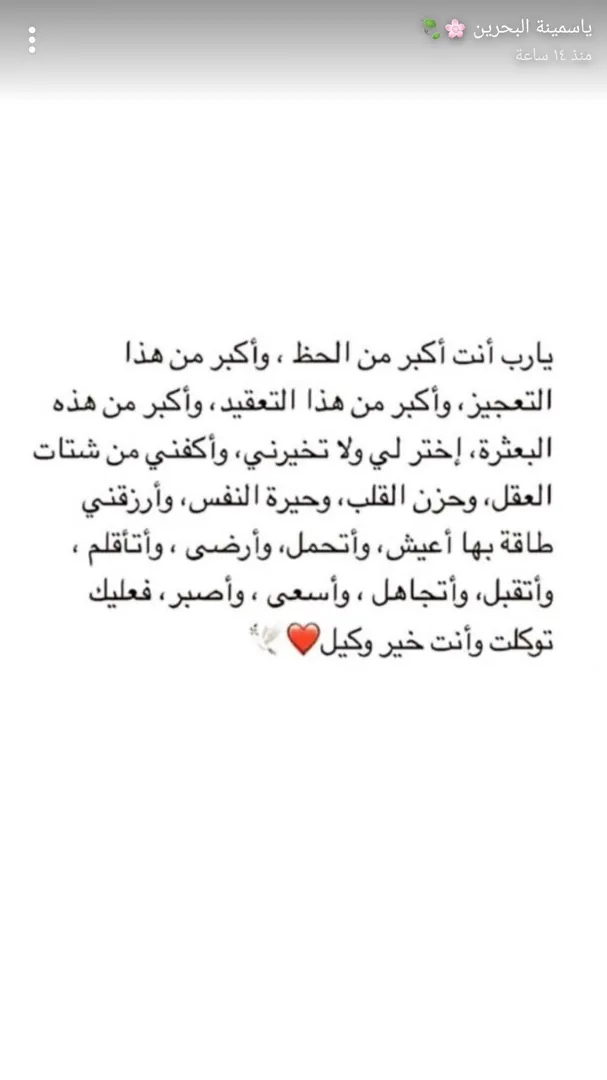 ياسمينة البحرين 🌸🍃
منذ ١٤ ساعة
يارب أنت أكبر من الحظ ، وأكبر من هذا
التعجيز، وأكبر من هذا التعقيد، وأكبر من هذه
البعثرة، إختر لي ولا تخيرني، وأكفني من شتات
العقل، وحزن القلب، وحيرة النفس، وأرزقني
طاقة بها أعيش، وأتحمل، وأرضى ، وأتأقلم ،
وأتقبل، وأتجاهل ، وأسعى ، وأصبر ، فعليك
توكلت وأنت خير وكيل❤️🕊️